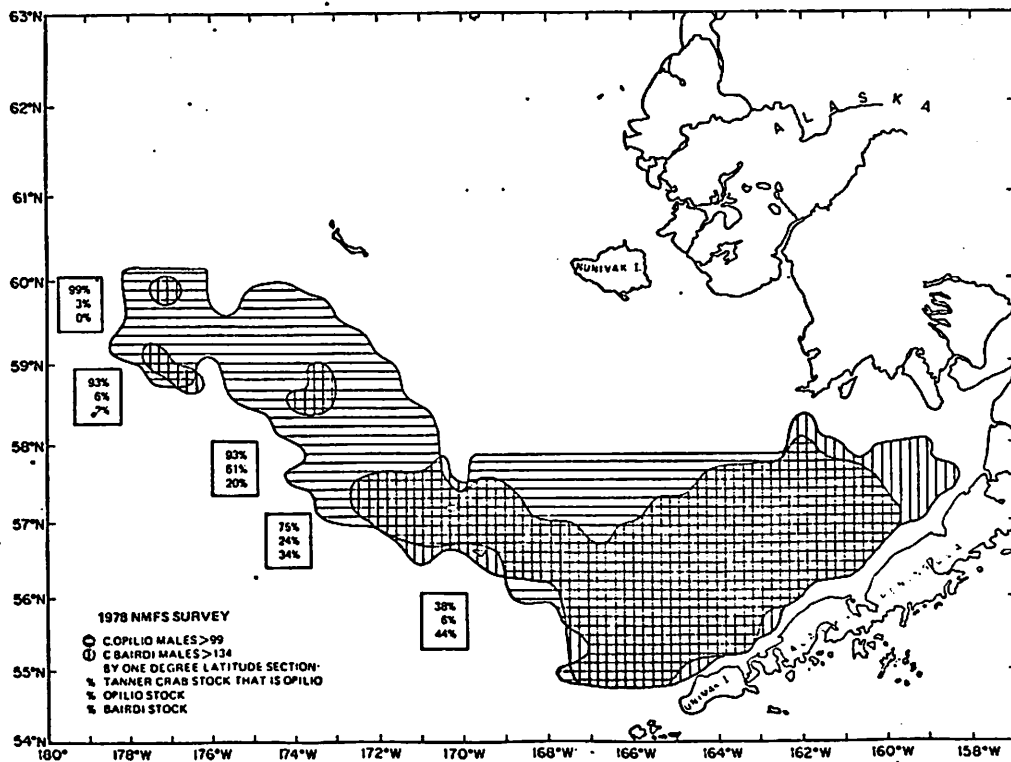 63°N
62°N
61°N
60°N
59°N
58°N
57°N
56°N
55°N
54°N
ALASKA
NUNIVAK I.
99%
3%
0%
93%
6%
93%
61%
20%
75%
24%
34%
38%
6%
44%
1978 NMFS SURVEY
C.OPILIO MALES>99
C BAIRDI MALES>134
BY ONE DEGREE LATITUDE SECTION-
% TANNER CRAB STOCK THAT IS OPILIO
% OPILIO STOCK
% BAIRDI STOCK
UNIMAK I.
180° 178°W 176°W 174°W 172°W 170°W 168°W 166°W 164°W 162°W 160°W 158°W